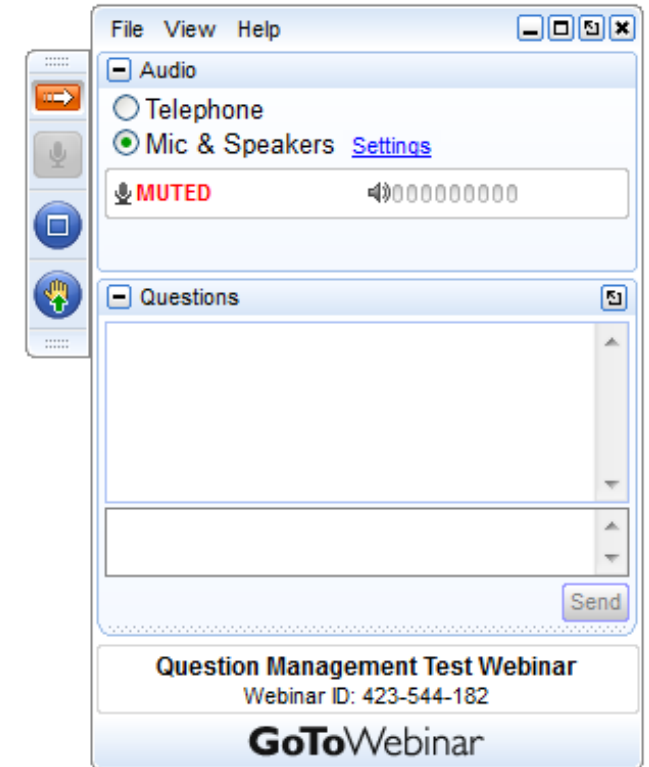 File View Help
Audio
Telephone
Mic & Speakers Settings
MUTED 000000000
Questions
Send
Question Management Test Webinar
Webinar ID: 423-544-182
GoToWebinar